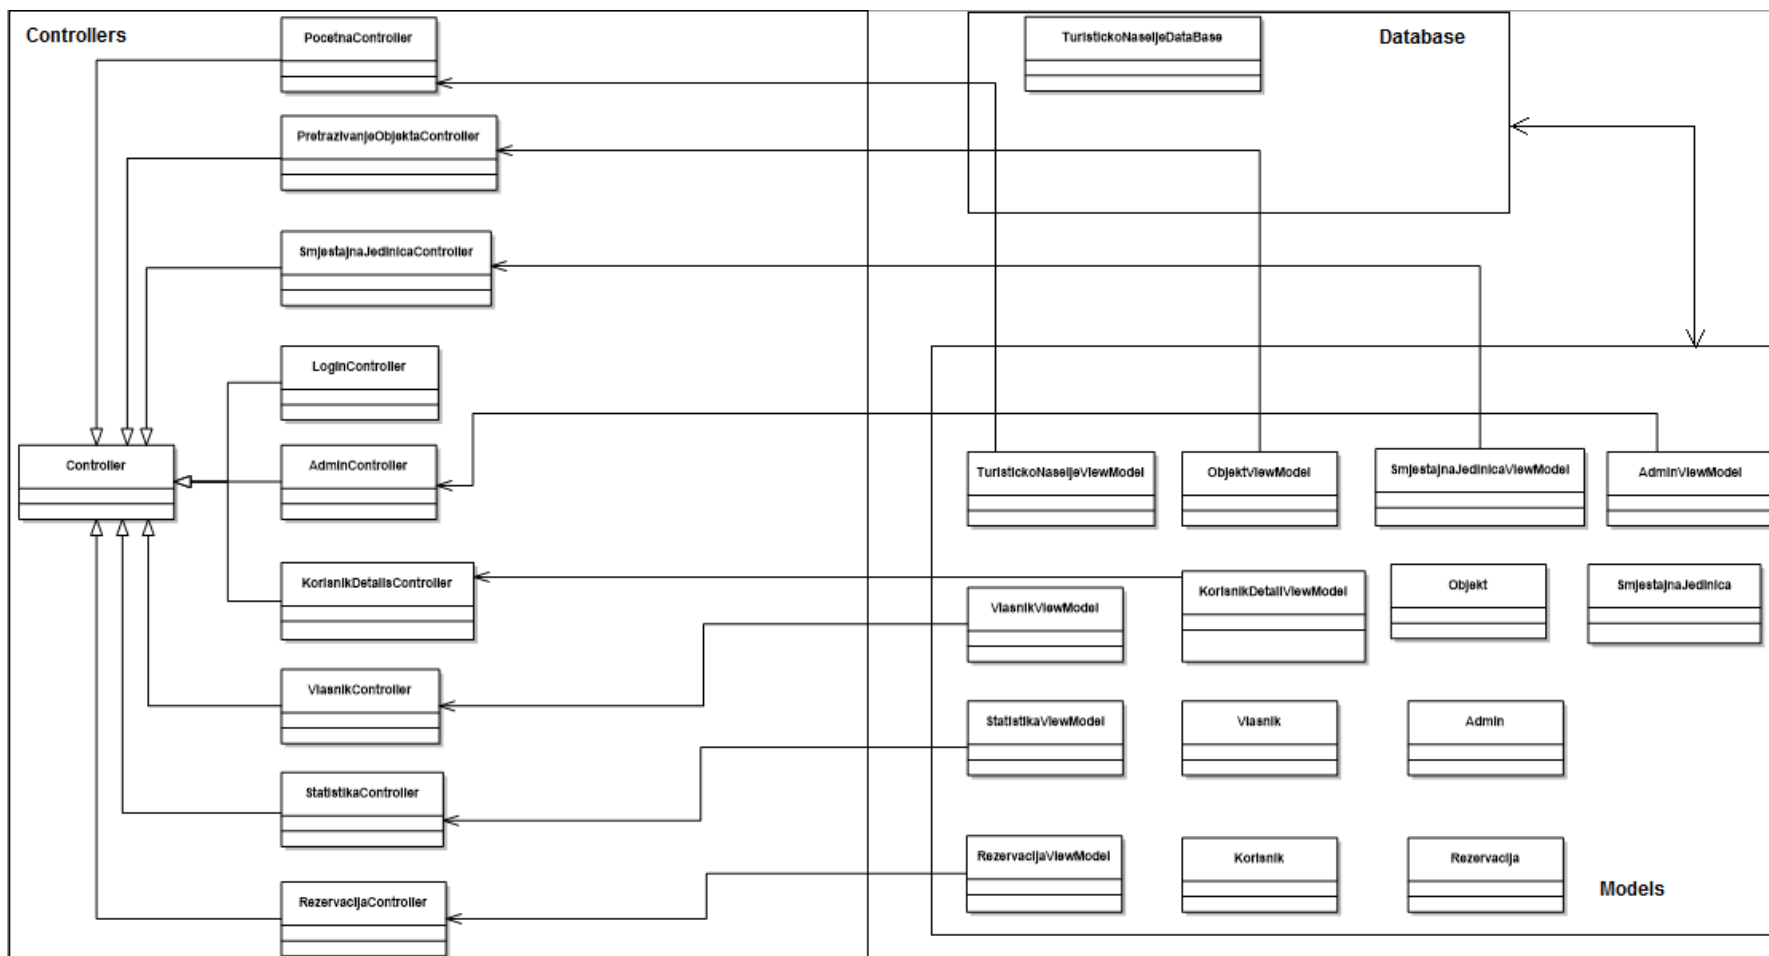 Controllers
PocetnaController
PretrazivanjeObjektaController
SmjestajnaJedinicaController
LoginController
Controller
AdminController
KorisnikDetailsController
VlasnikController
StatistikaController
RezervacijaController
TuristickoNaseljeDataBase
Database
TuristickoNaseljeViewModel
ObjektViewModel
SmjestajnaJedinicaViewModel
AdminViewModel
VlasnikViewModel
KorisnikDetailViewModel
Objekt
SmjestajnaJedinica
StatistikaViewModel
Vlasnik
Admin
RezervacijaViewModel
Korisnik
Rezervacija
Models